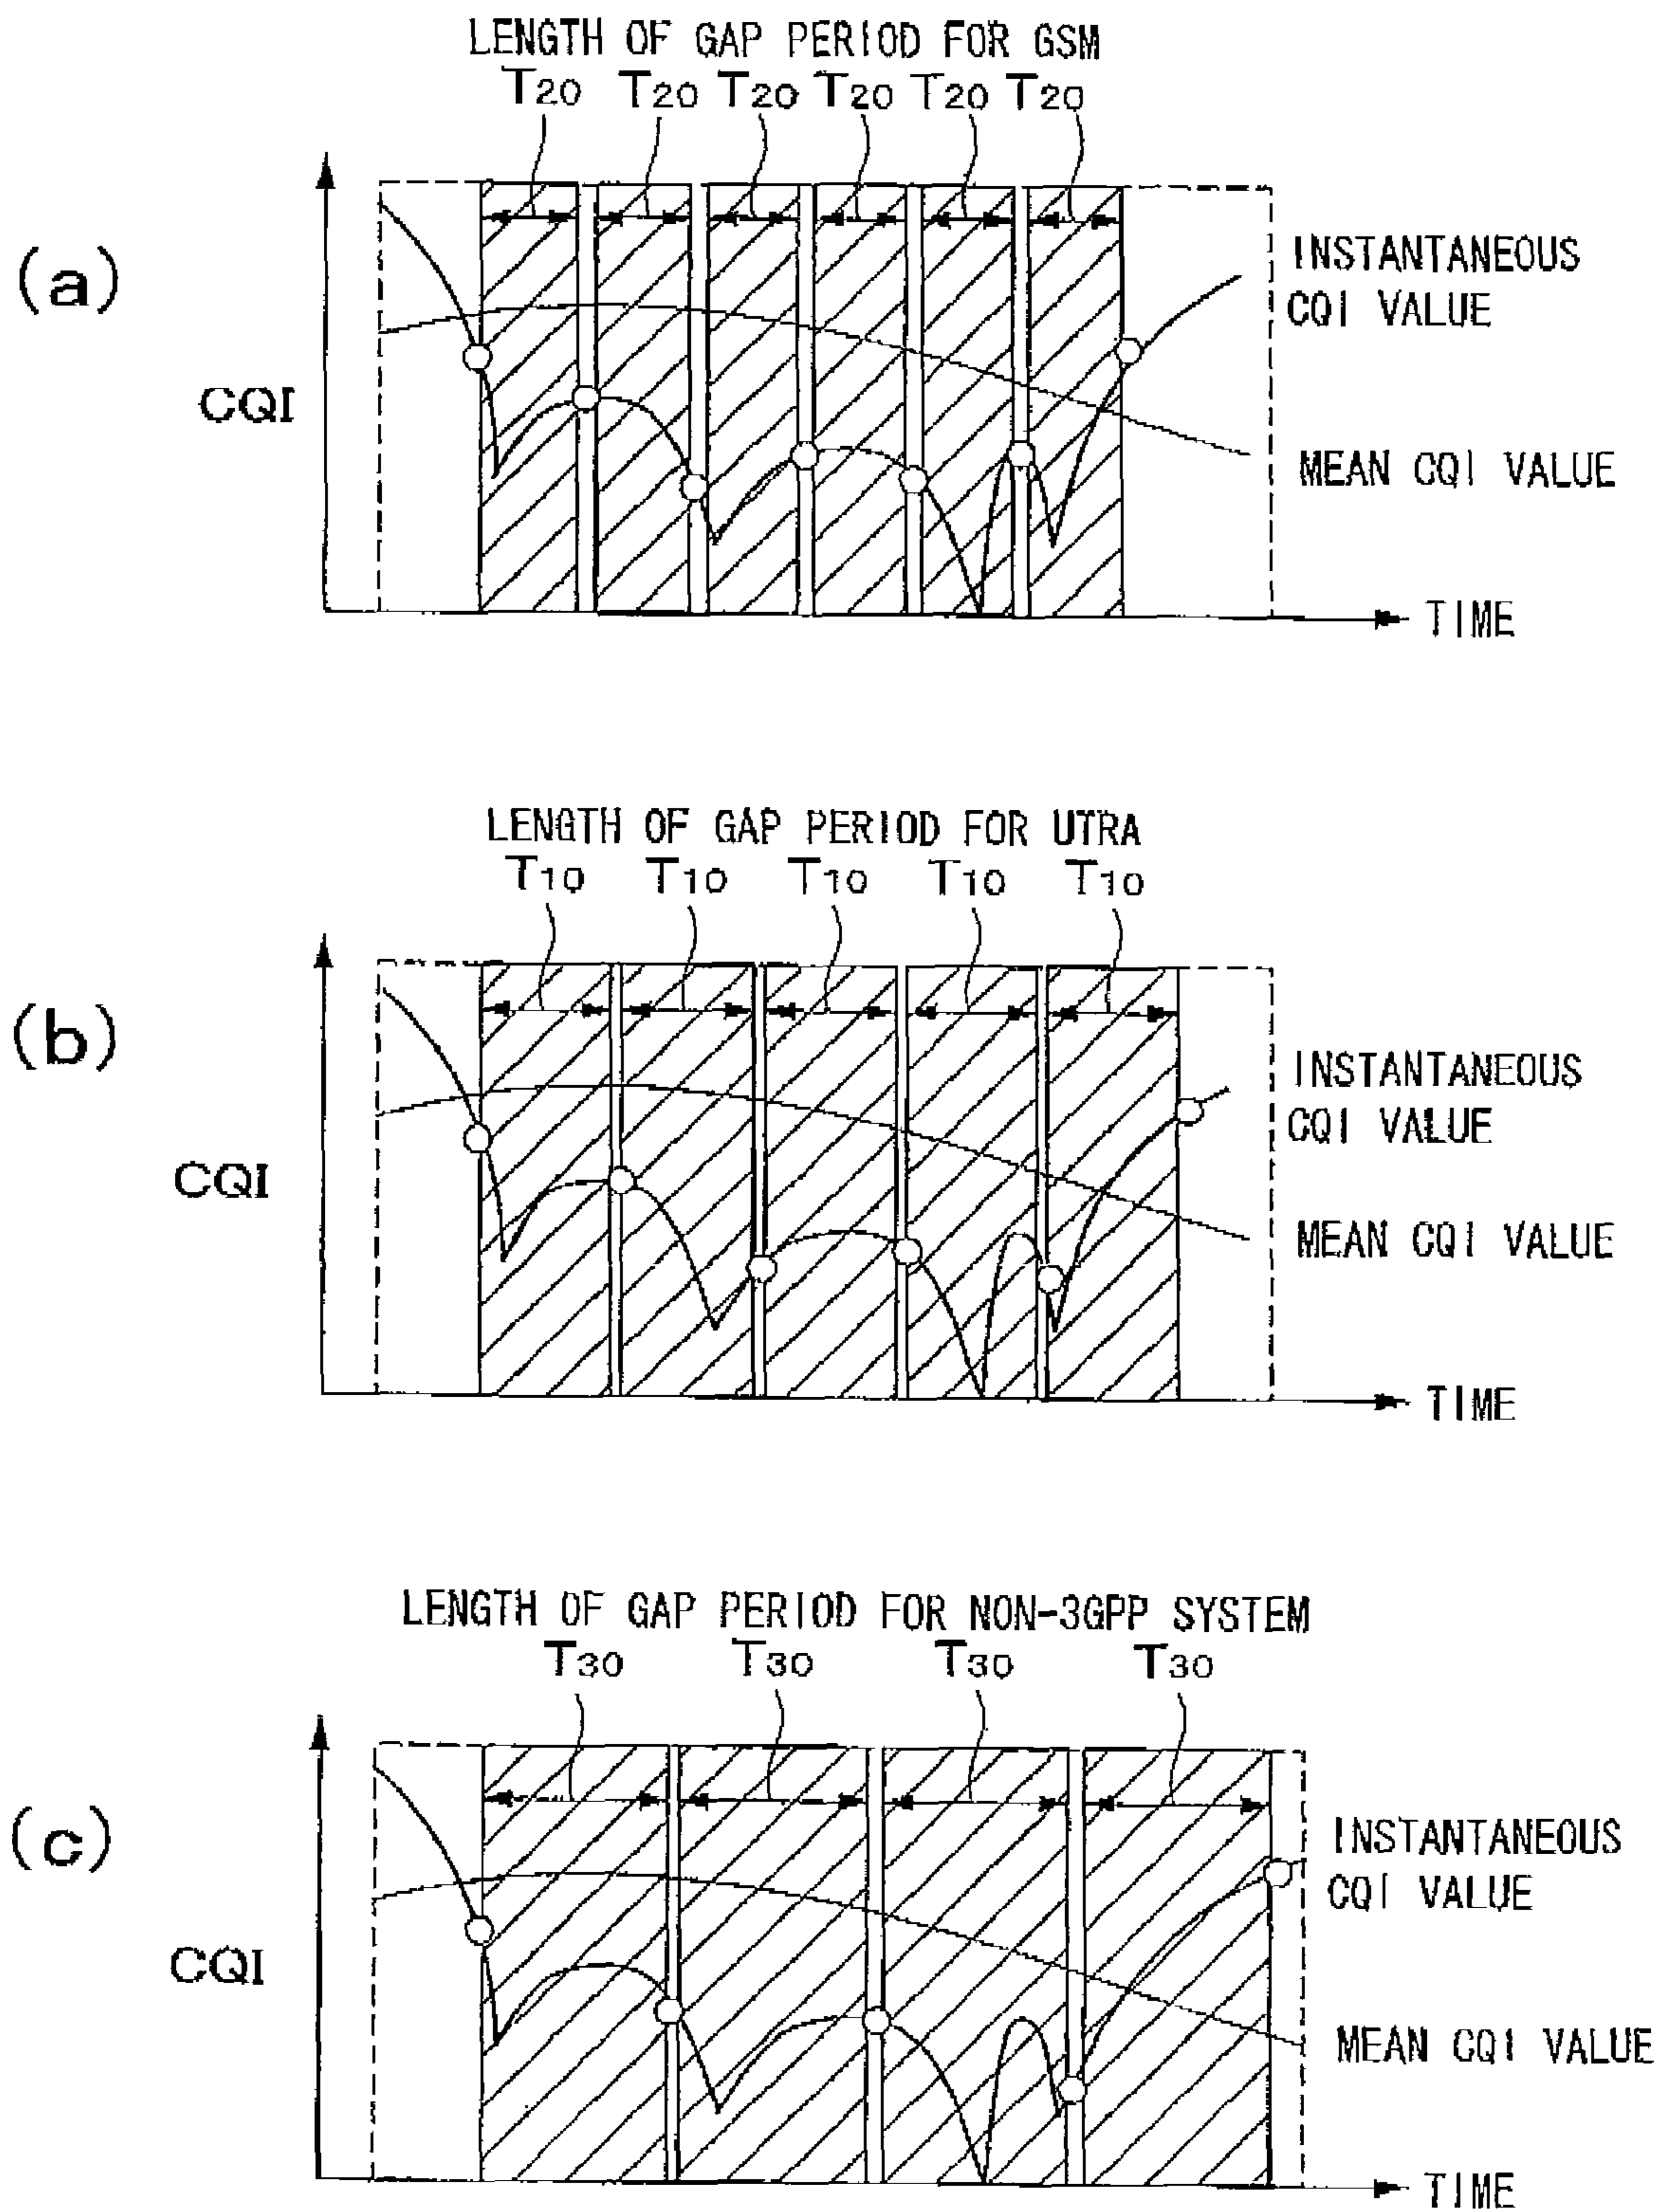 LENGTH OF GAP PERIOD FOR GSM
T20 T20 T20 T20 T20 T20
(a)
INSTANTANEOUS
CQI VALUE
CQI
MEAN CQI VALUE
TIME
LENGTH OF GAP PERIOD FOR UTRA
T10 T10 T10 T10 T10
(b)
INSTANTANEOUS
CQI VALUE
CQI
MEAN CQI VALUE
TIME
LENGTH OF GAP PERIOD FOR NON-3GPP SYSTEM
T30 T30 T30 T30
(c)
INSTANTANEOUS
CQI VALUE
CQI
MEAN CQI VALUE
TIME